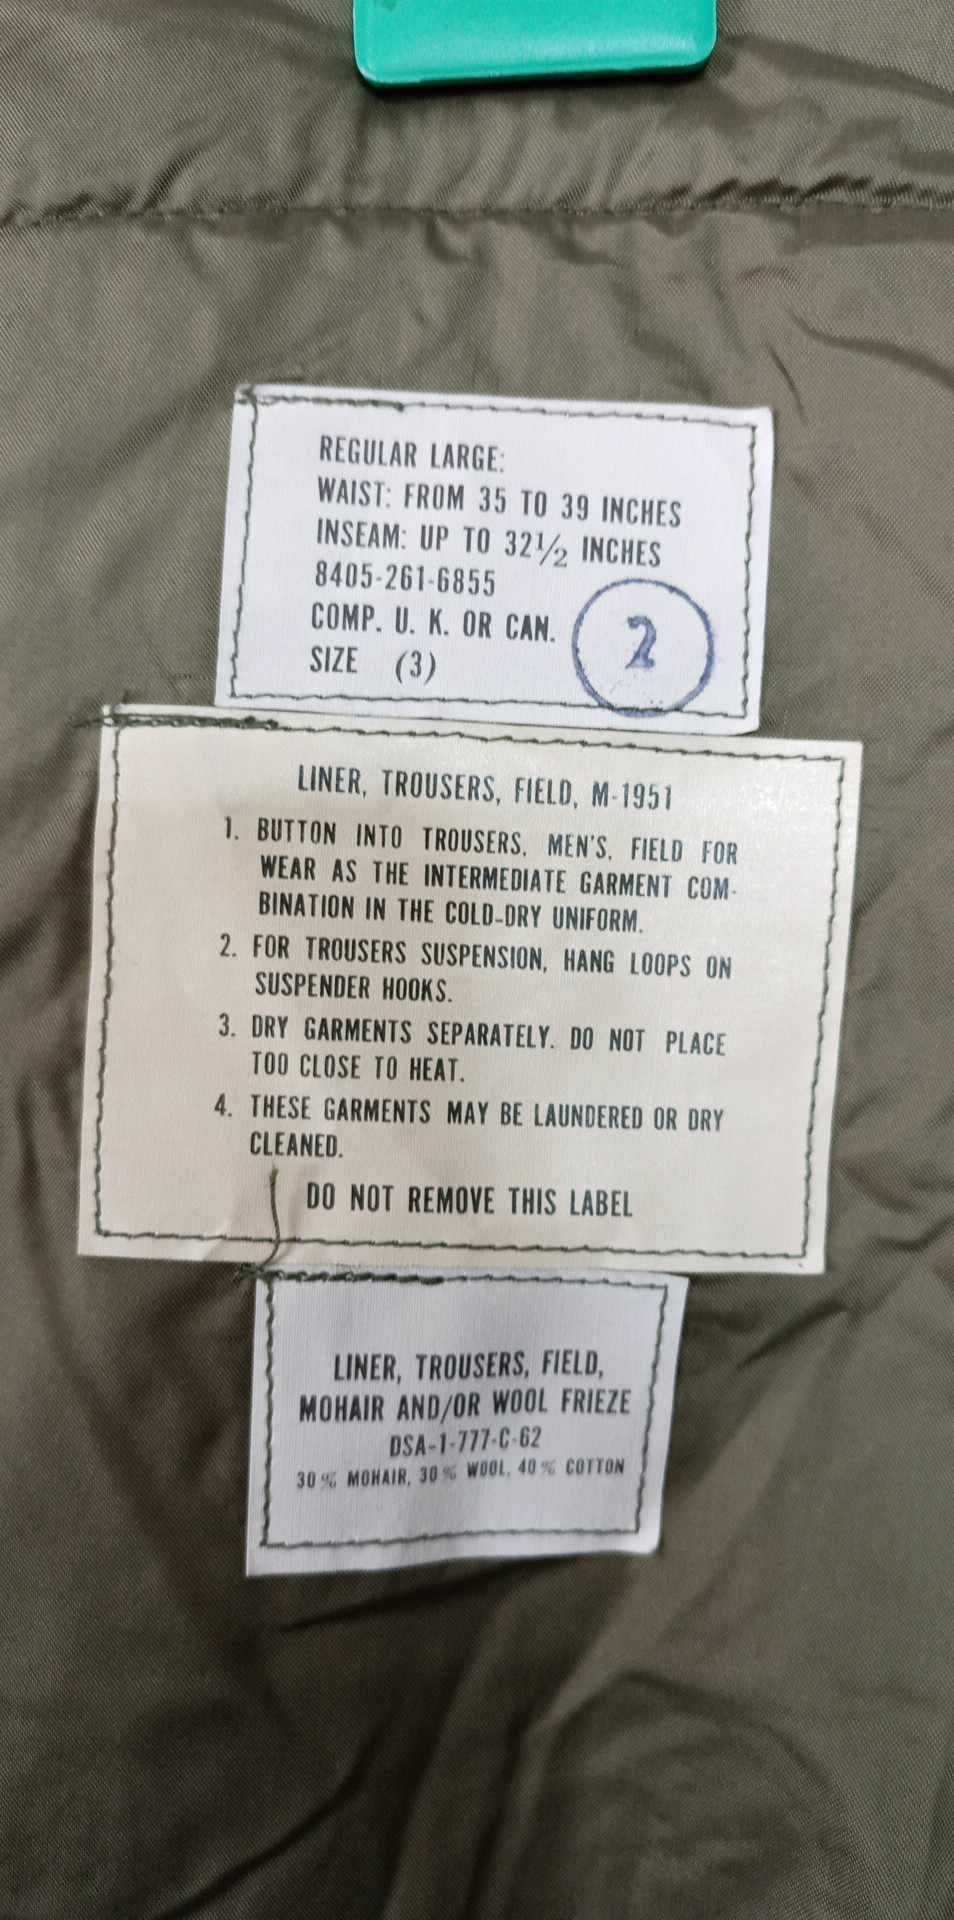 REGULAR LARGE:
WAIST: FROM 35 TO 39 INCHES
INSEAM: UP TO 32 1/2 INCHES
8405-261-6855
COMP. U. K. OR CAN.
SIZE (3)
2
LINER, TROUSERS, FIELD, M-1951
1. BUTTON INTO TROUSERS, MEN'S, FIELD FOR
WEAR AS THE INTERMEDIATE GARMENT COM-
BINATION IN THE COLD-DRY UNIFORM.
2. FOR TROUSERS SUSPENSION, HANG LOOPS ON
SUSPENDER HOOKS.
3. DRY GARMENTS SEPARATELY. DO NOT PLACE
TOO CLOSE TO HEAT.
4. THESE GARMENTS MAY BE LAUNDERED OR DRY
CLEANED.
DO NOT REMOVE THIS LABEL
LINER, TROUSERS, FIELD,
MOHAIR AND/OR WOOL FRIEZE
DSA-1-777-C-62
30% MOHAIR, 30% WOOL, 40% COTTON